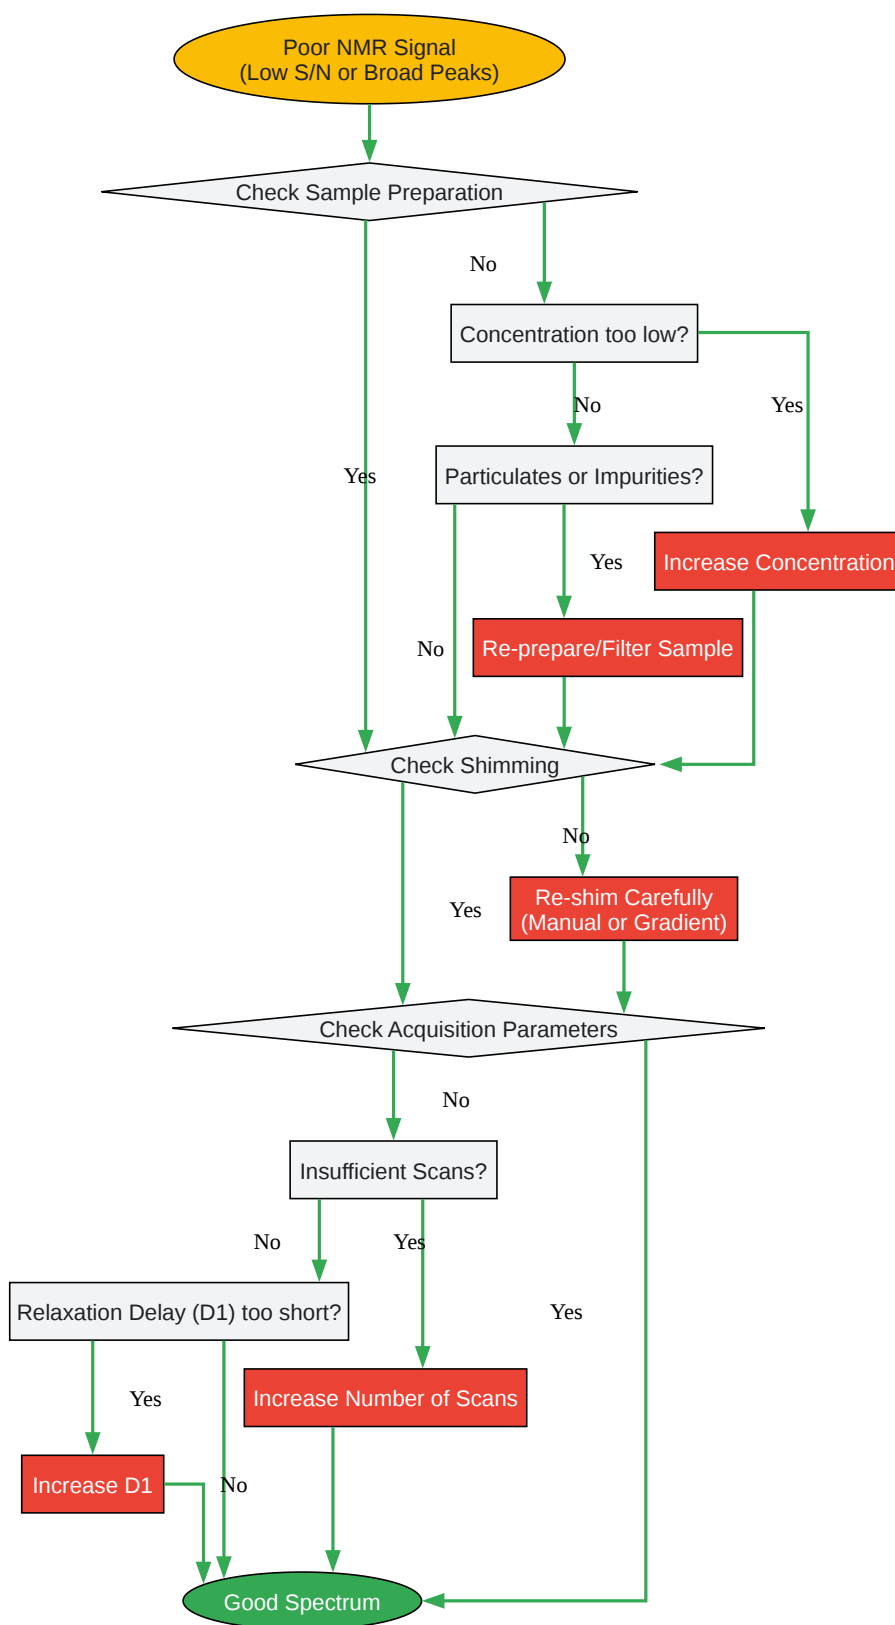 Poor NMR Signal
(Low S/N or Broad Peaks)
Check Sample Preparation
No
Concentration too low?
No
Yes
Particulates or Impurities?
Yes
Yes
Increase Concentration
No
Re-prepare/Filter Sample
Check Shimming
No
Re-shim Carefully
(Manual or Gradient)
Yes
Check Acquisition Parameters
No
Insufficient Scans?
No
Yes
Relaxation Delay (D1) too short?
Yes
Yes
Increase Number of Scans
Increase D1
No
Good Spectrum